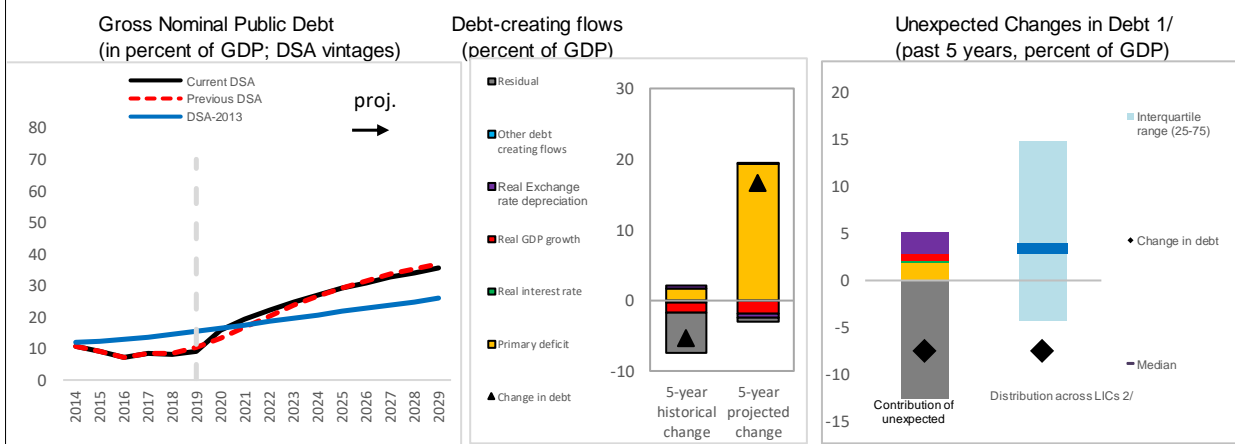 Gross Nominal Public Debt
(in percent of GDP; DSA vintages)
Current DSA
Previous DSA
DSA-2013
proj.
80
70
60
50
40
30
20
10
0
2014
2015
2016
2017
2018
2019
2020
2021
2022
2023
2024
2025
2026
2027
2028
2029
Debt-creating flows
(percent of GDP)
Residual
Other debt
creating flows
Real Exchange
rate depreciation
Real GDP growth
Real interest rate
Primary deficit
Change in debt
30
20
10
0
-10
5-year
historical
change
5-year
projected
change
Unexpected Changes in Debt 1/
(past 5 years, percent of GDP)
20
15
10
5
0
-5
-10
-15
Interquartile
range (25-75)
Change in debt
Median
Contribution of
unexpected
Distribution across LICs 2/